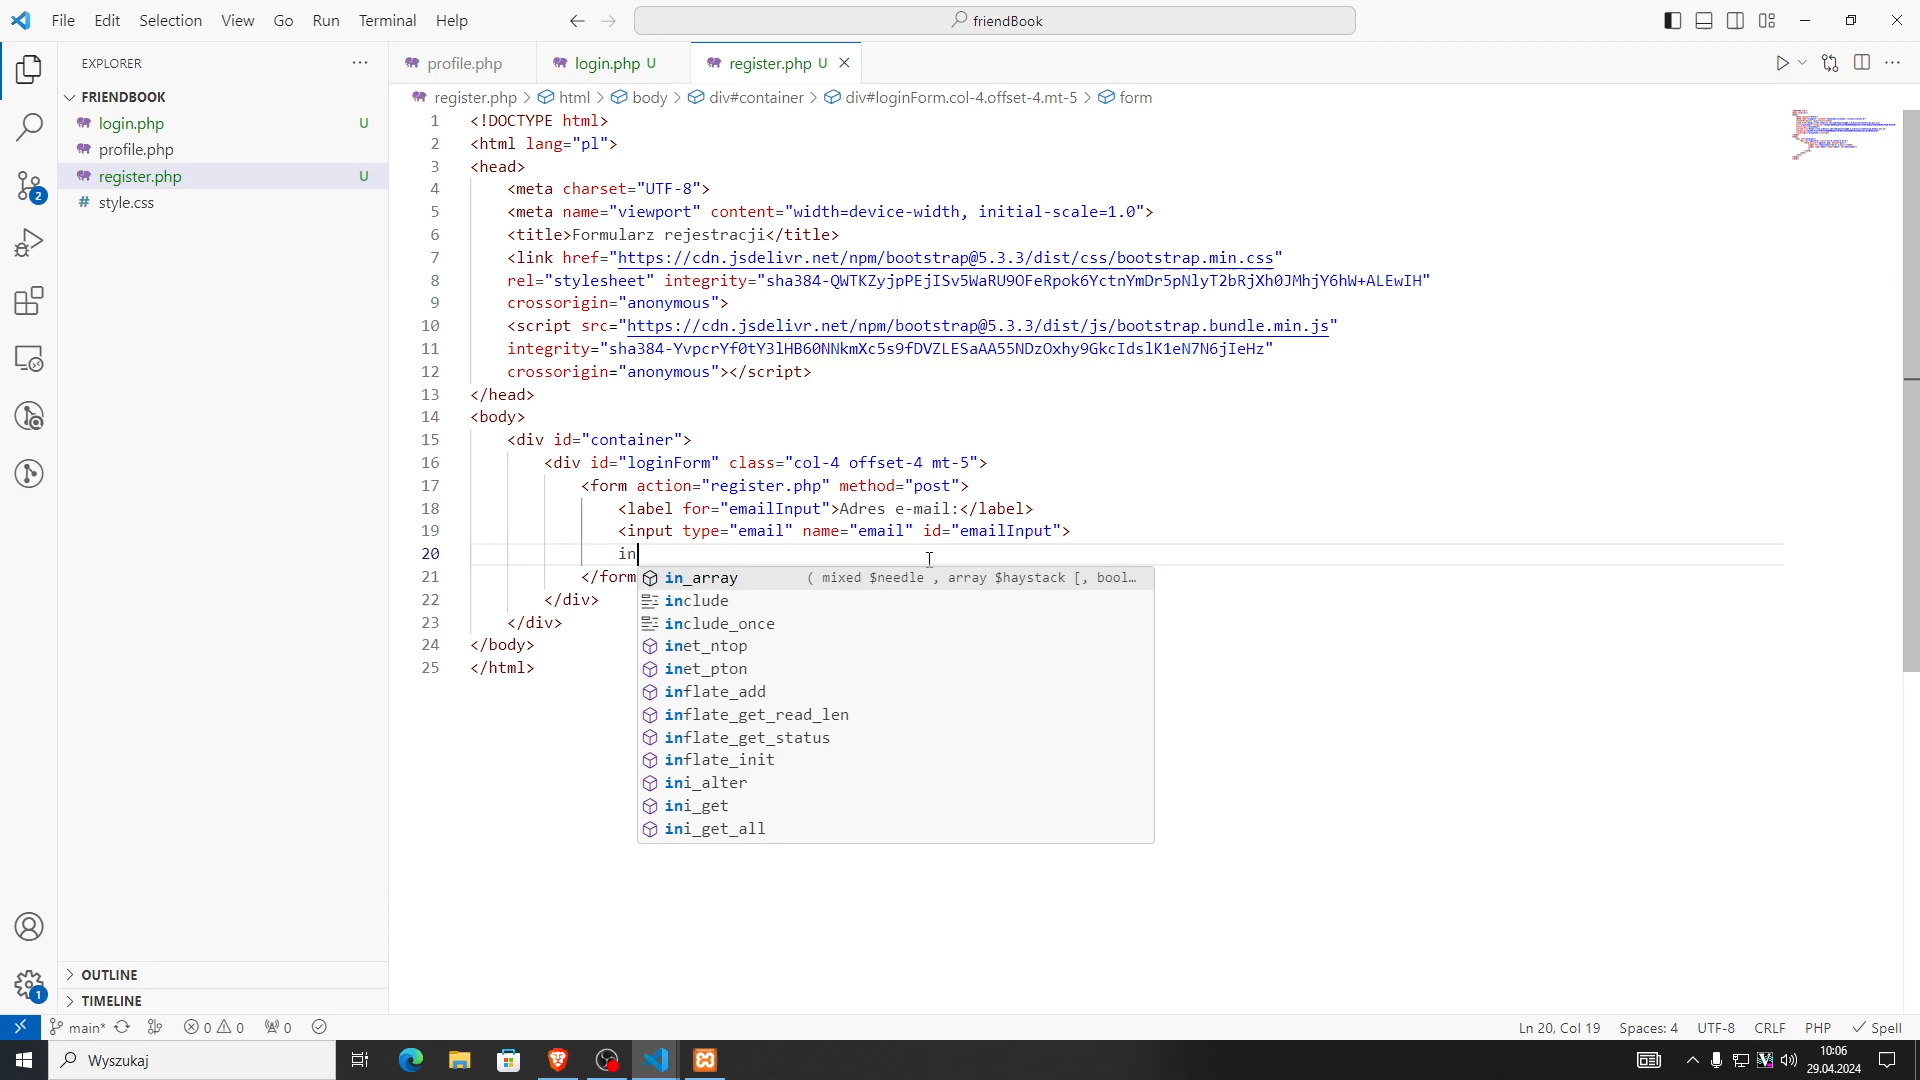 File Edit Selection View Go Run Terminal Help
friendBook
EXPLORER
profile.php
login.php U
register.php U
FRIENDBOOK
login.php U
profile.php
register.php U
style.css
register.php > html > body > div#container > div#loginForm.col-4.offset-4.mt-5 > form
1 <!DOCTYPE html>
2 <html lang="pl">
3 <head>
4 <meta charset="UTF-8">
5 <meta name="viewport" content="width=device-width, initial-scale=1.0">
6 <title>Formularz rejestracji</title>
7 <link href="https://cdn.jsdelivr.net/npm/bootstrap@5.3.3/dist/css/bootstrap.min.css"
8 rel="stylesheet" integrity="sha384-QWTKZyjpPEjISv5WaRU9OFeRpok6YctnYmDr5pNlyT2bRjXh0JMhjY6hW+ALEwIH"
9 crossorigin="anonymous">
10 <script src="https://cdn.jsdelivr.net/npm/bootstrap@5.3.3/dist/js/bootstrap.bundle.min.js"
11 integrity="sha384-YvpcrYf0tY3lHB60NNkmXc5s9fDVZLESaAA55NDzOxhy9GkcIdslK1eN7N6jIeHz"
12 crossorigin="anonymous"></script>
13 </head>
14 <body>
15 <div id="container">
16 <div id="loginForm" class="col-4 offset-4 mt-5">
17 <form action="register.php" method="post">
18 <label for="emailInput">Adres e-mail:</label>
19 <input type="email" name="email" id="emailInput">
20 in
21 </form
22 </div>
23 </div>
24 </body>
25 </html>
in_array ( mixed $needle , array $haystack [, bool…
include
include_once
inet_ntop
inet_pton
inflate_add
inflate_get_read_len
inflate_get_status
inflate_init
ini_alter
ini_get
ini_get_all
2
1
OUTLINE
TIMELINE
main* 0 0 0
Ln 20, Col 19 Spaces: 4 UTF-8 CRLF PHP Spell
Wyszukaj
10:06
29.04.2024